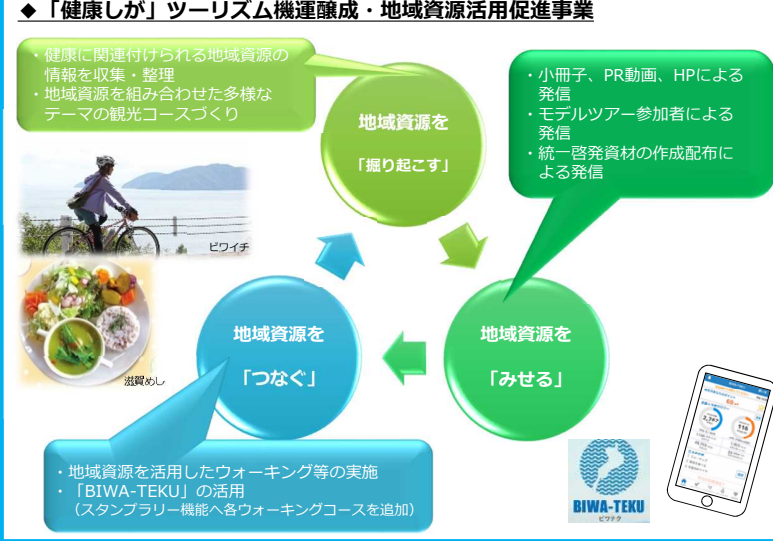 ◆「健康しが」ツーリズム機運醸成・地域資源活用促進事業
・健康に関連付けられる地域資源の
情報を収集・整理
・地域資源を組み合わせた多様な
テーマの観光コースづくり
地域資源を
「掘り起こす」
・小冊子、PR動画、HPによる
発信
・モデルツアー参加者による
発信
・統一啓発資材の作成配布に
よる発信
ビワイチ
滋賀めし
地域資源を
「つなぐ」
地域資源を
「みせる」
・地域資源を活用したウォーキング等の実施
・「BIWA-TEKU」の活用
（スタンプラリー機能へ各ウォーキングコースを追加）
BIWA-TEKU
ビワテク